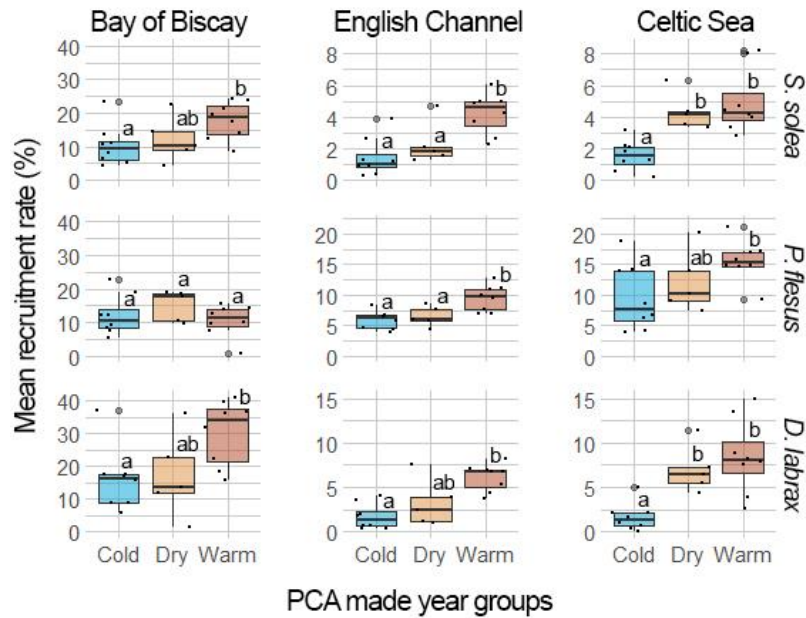 Bay of Biscay English Channel Celtic Sea
Mean recruitment rate (%)
40
30
20
10
0
a ab b
8
6
4
2
0
a a b
8
6
4
2
0
a b b
S. solea
40
30
20
10
0
a a a
20
15
10
5
0
a a b
20
15
10
5
0
a ab b
P. flesus
40
30
20
10
0
a ab b
15
10
5
0
a ab b
15
10
5
0
a b b
D. labrax
Cold Dry Warm Cold Dry Warm Cold Dry Warm
PCA made year groups